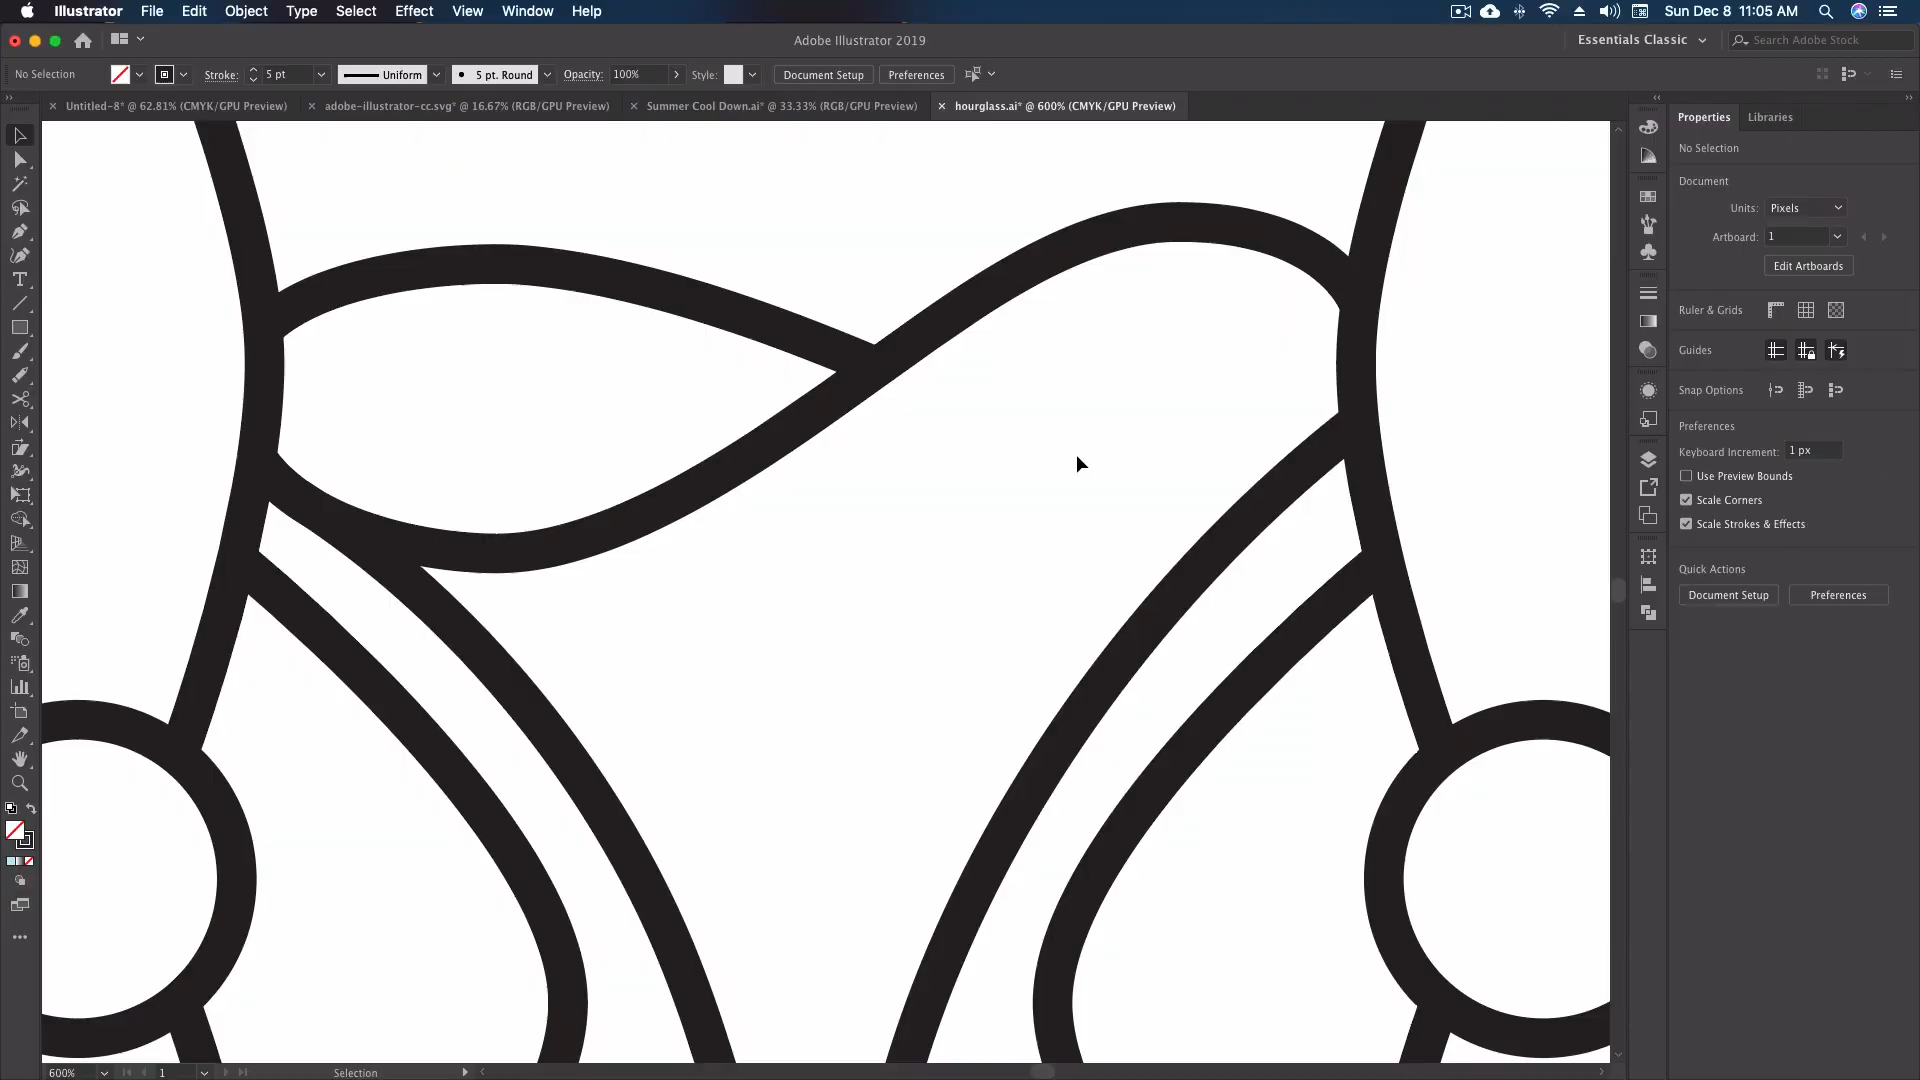 Illustrator File Edit Object Type Select Effect View Window Help
Sun Dec 8 11:05 AM
Adobe Illustrator 2019
Essentials Classic
Search Adobe Stock
No Selection
Stroke: 5 pt
Uniform
5 pt. Round
Opacity: 100%
Style:
Document Setup
Preferences
Untitled-8* @ 62.81% (CMYK/GPU Preview)
adobe-illustrator-cc.svg* @ 16.67% (RGB/GPU Preview)
Summer Cool Down.ai* @ 33.33% (RGB/GPU Preview)
hourglass.ai* @ 600% (CMYK/GPU Preview)
Properties
Libraries
No Selection
Document
Units: Pixels
Artboard: 1
Edit Artboards
Ruler & Grids
Guides
Snap Options
Preferences
Keyboard Increment: 1 px
Use Preview Bounds
Scale Corners
Scale Strokes & Effects
Quick Actions
Document Setup
Preferences
600%
1
Selection